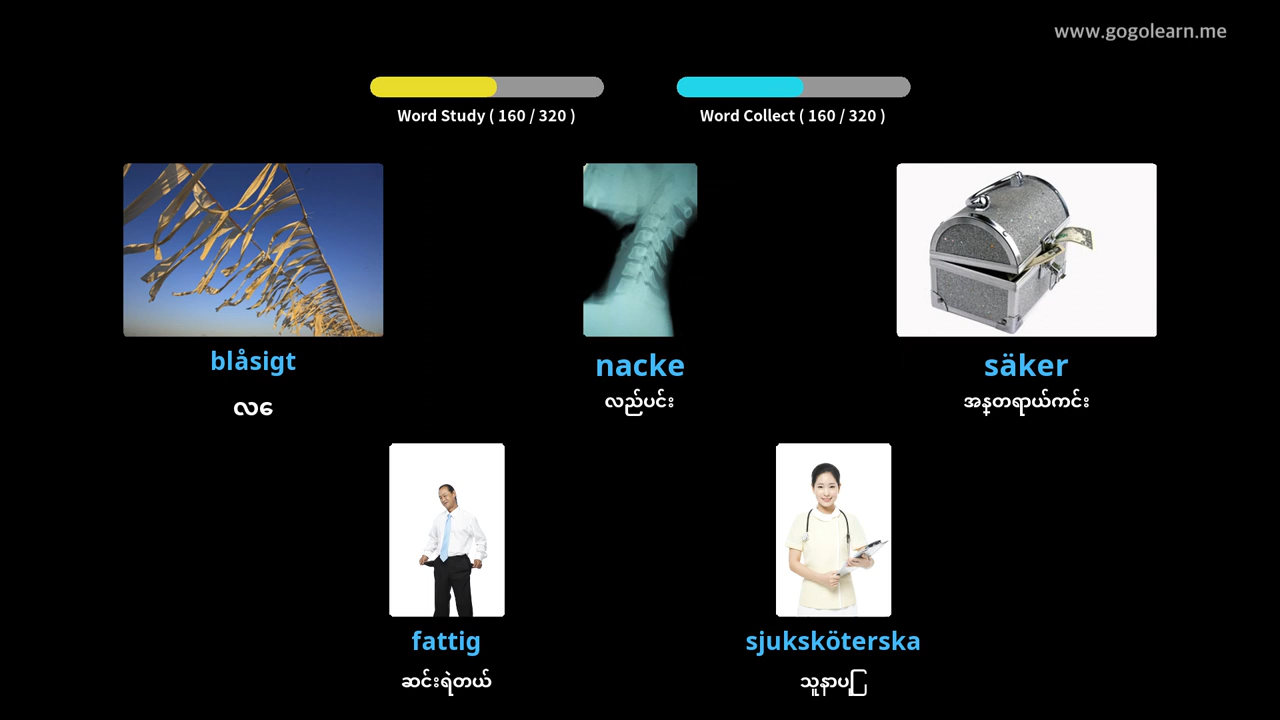 www.gogolearn.me
Word Study ( 160 / 320 )
Word Collect ( 160 / 320 )
blåsigt
လေ
nacke
လည်ပင်း
säker
အန္တရာယ်ကင်း
fattig
ဆင်းရဲတယ်
sjuksköterska
သူနာပြု